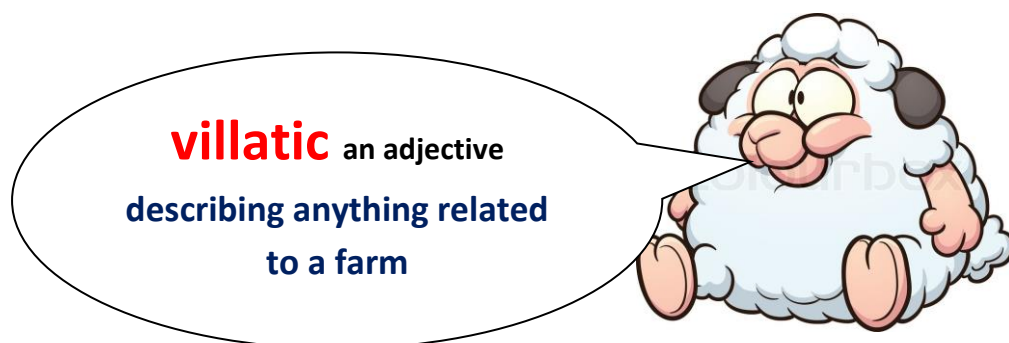 villatic an adjective
describing anything related
to a farm